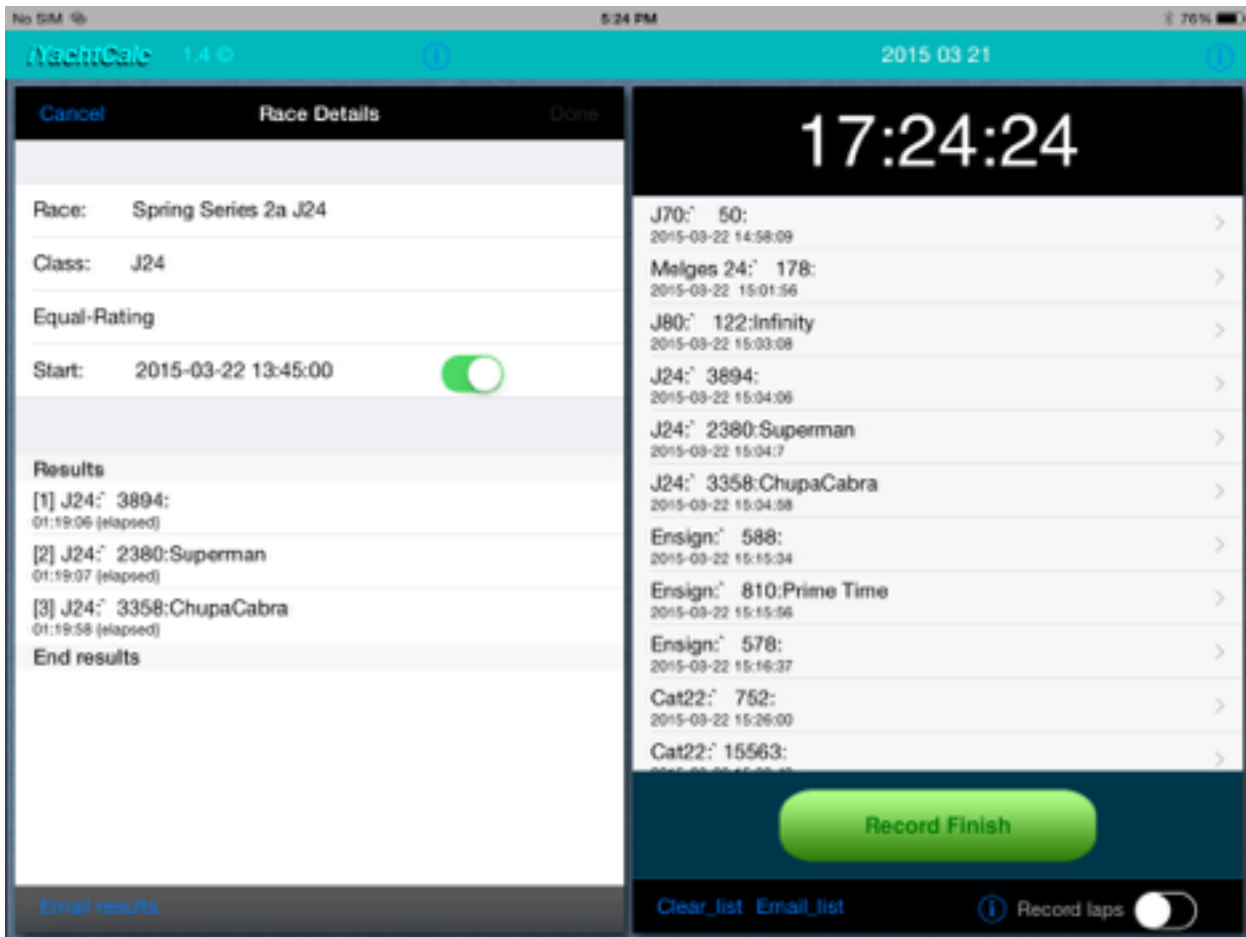 No SIM
5:24 PM
76%
iYachtCalc 1.4 ©
2015 03 21
Cancel
Race Details
Done
Race: Spring Series 2a J24
Class: J24
Equal-Rating
Start: 2015-03-22 13:45:00
Results
[1] J24:` 3894:
01:19:06 (elapsed)
[2] J24:` 2380:Superman
01:19:07 (elapsed)
[3] J24:` 3358:ChupaCabra
01:19:58 (elapsed)
End results
Email results
17:24:24
J70:` 50:
2015-03-22 14:58:09
Melges 24:` 178:
2015-03-22 15:01:56
J80:` 122:Infinity
2015-03-22 15:03:08
J24:` 3894:
2015-03-22 15:04:06
J24:` 2380:Superman
2015-03-22 15:04:7
J24:` 3358:ChupaCabra
2015-03-22 15:04:58
Ensign:` 588:
2015-03-22 15:15:34
Ensign:` 810:Prime Time
2015-03-22 15:15:56
Ensign:` 578:
2015-03-22 15:16:37
Cat22:` 752:
2015-03-22 15:26:00
Cat22:` 15563:
Record Finish
Clear_list Email_list
Record laps